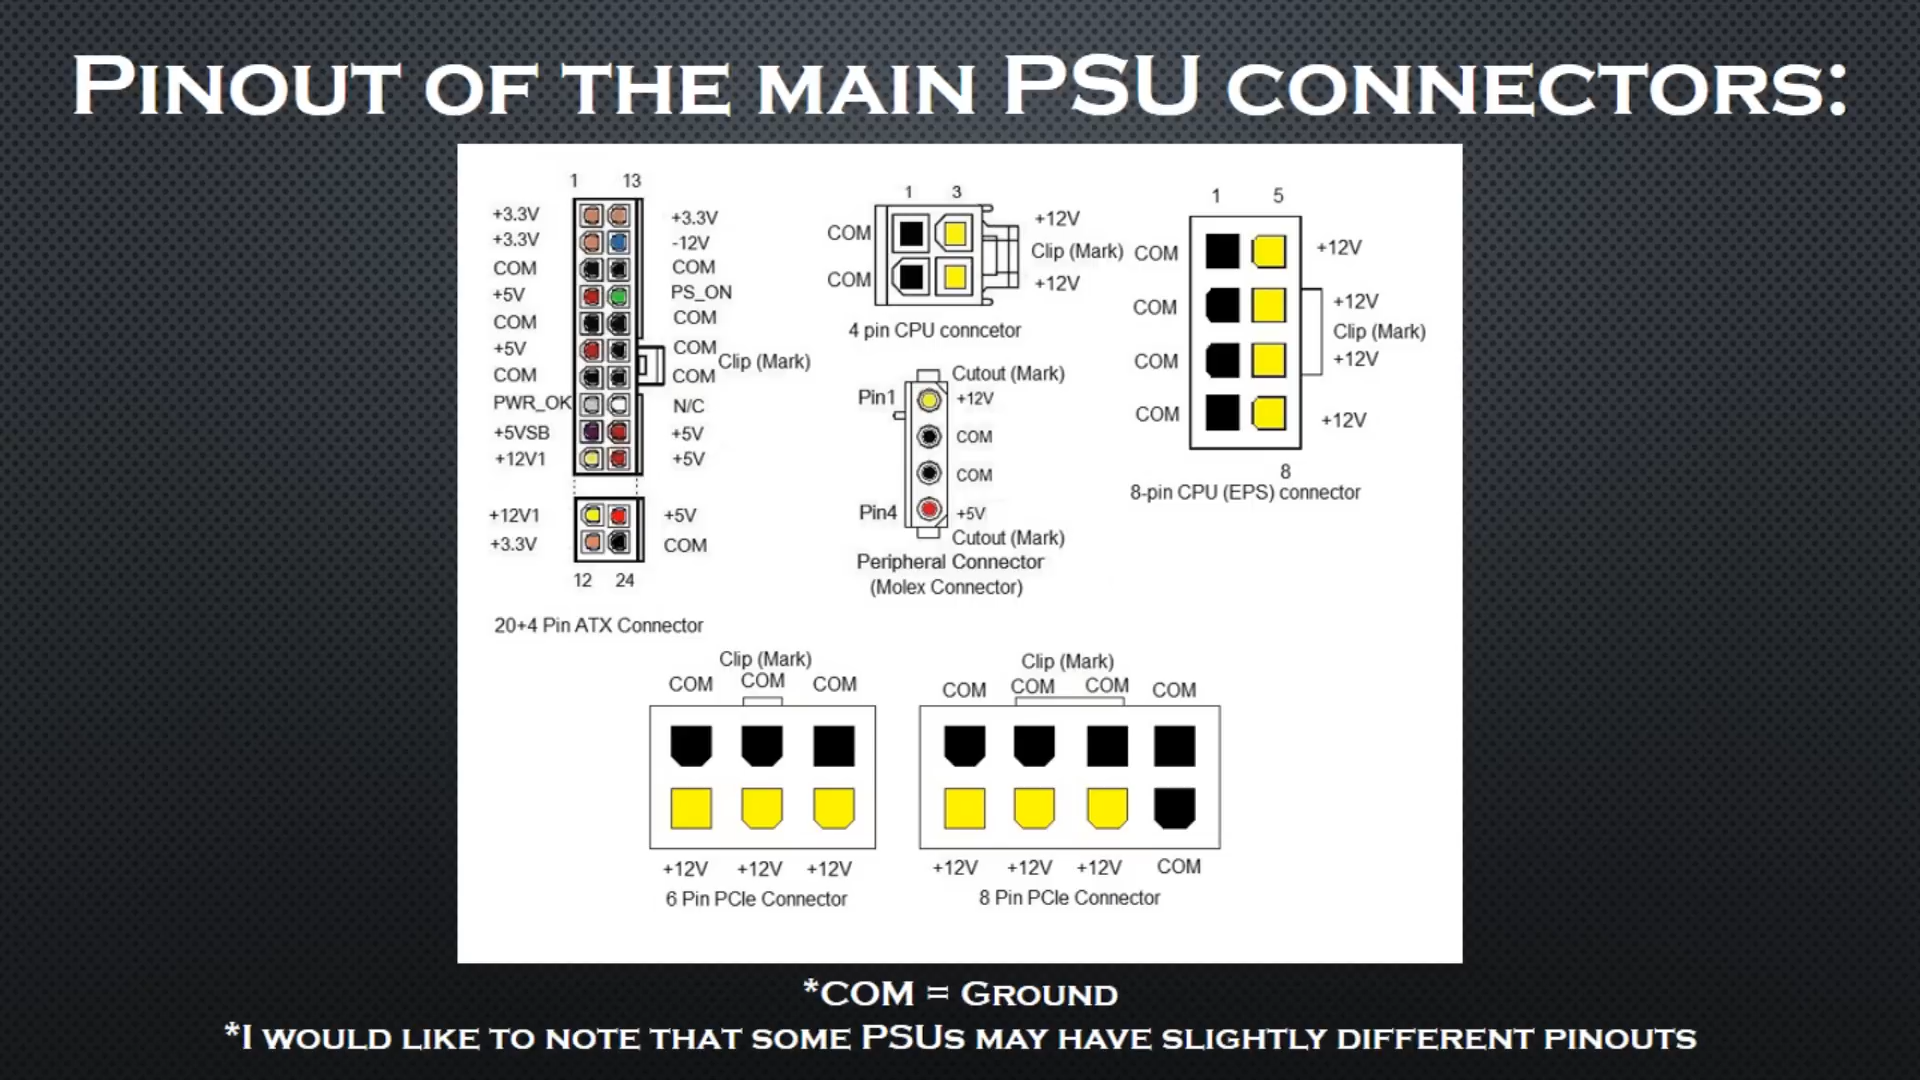 Pinout of the main PSU connectors:
1 13
+3.3V +3.3V
+3.3V -12V
COM COM
+5V PS_ON
COM COM
+5V COM
Clip (Mark)
COM COM
PWR_OK N/C
+5VSB +5V
+12V1 +5V
+12V1 +5V
+3.3V COM
12 24
20+4 Pin ATX Connector
1 3
COM +12V
Clip (Mark)
COM +12V
4 pin CPU conncetor
Cutout (Mark)
Pin1 +12V
COM
COM
Pin4 +5V
Cutout (Mark)
Peripheral Connector
(Molex Connector)
1 5
COM +12V
COM +12V
Clip (Mark)
COM +12V
COM +12V
8
8-pin CPU (EPS) connector
Clip (Mark)
COM COM COM
+12V +12V +12V
6 Pin PCIe Connector
Clip (Mark)
COM COM COM COM
+12V +12V +12V COM
8 Pin PCIe Connector
*COM = Ground
*I would like to note that some PSUs may have slightly different pinouts